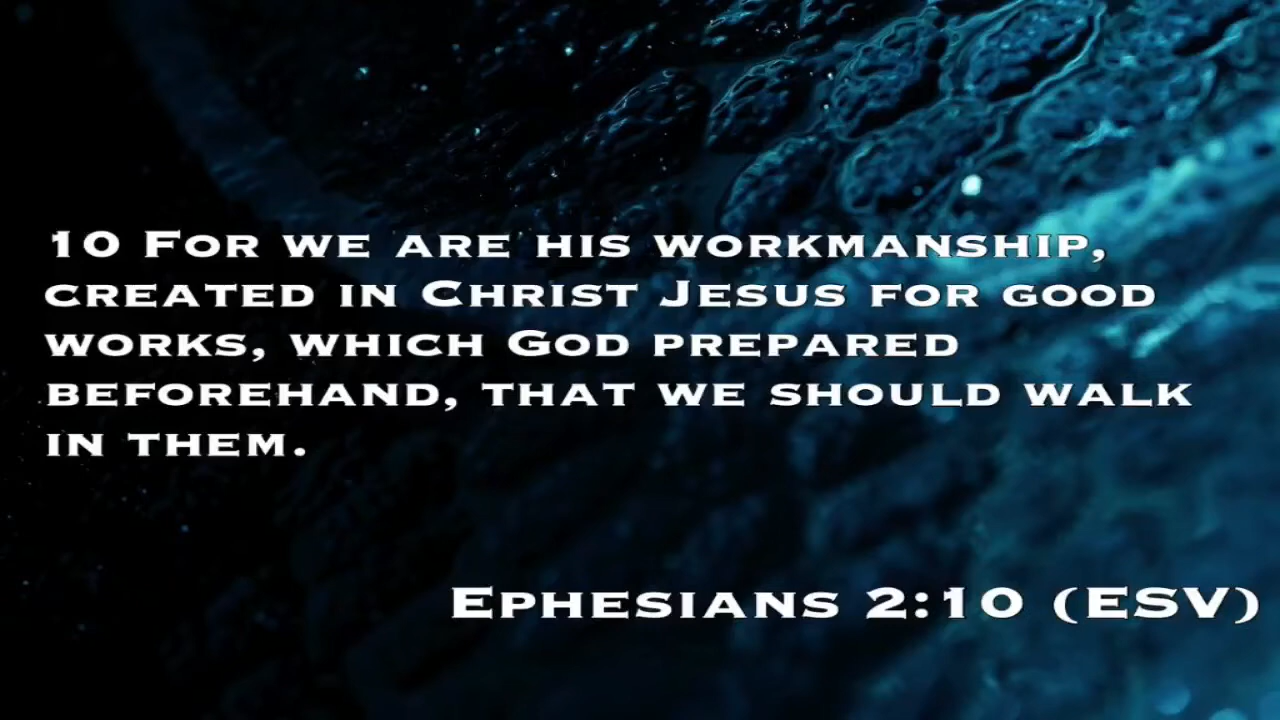 10 For we are his workmanship,
created in Christ Jesus for good
works, which God prepared
beforehand, that we should walk
in them.
Ephesians 2:10 (ESV)